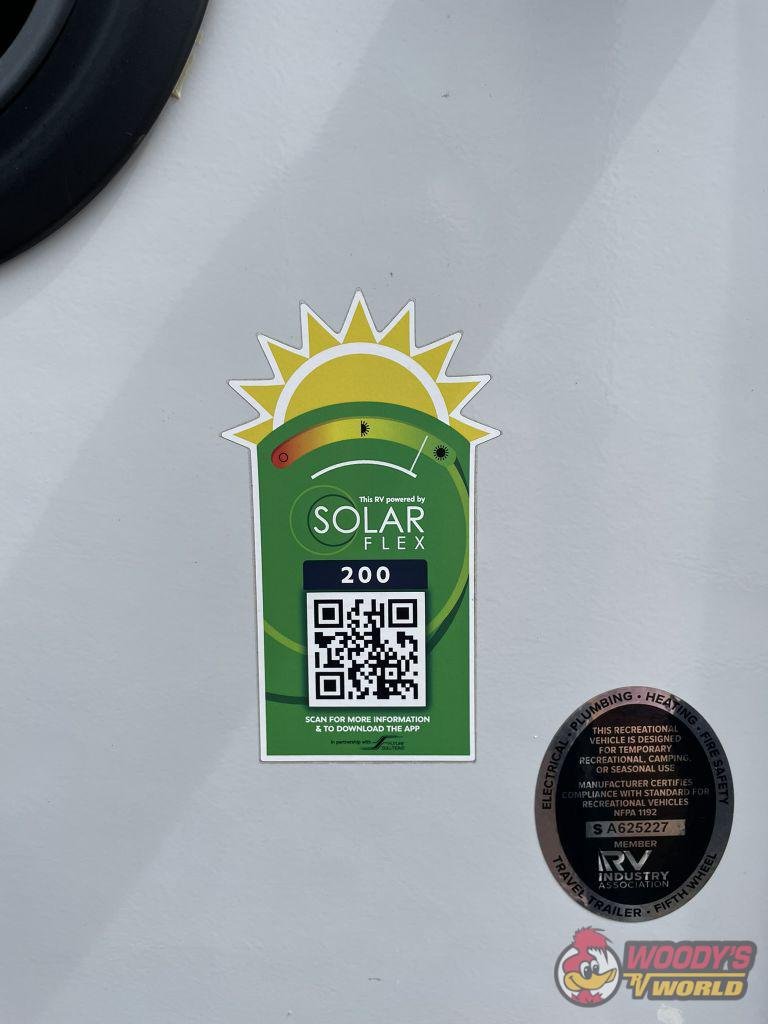 This RV powered by
SOLAR
FLEX
200
SCAN FOR MORE INFORMATION
& TO DOWNLOAD THE APP
In partnership with FUTURE
SOLUTIONS
ELECTRICAL • PLUMBING • HEATING • FIRE SAFETY
THIS RECREATIONAL
VEHICLE IS DESIGNED
FOR TEMPORARY
RECREATIONAL, CAMPING,
OR SEASONAL USE
MANUFACTURER CERTIFIES
COMPLIANCE WITH STANDARD FOR
RECREATIONAL VEHICLES
NFPA 1192
S A625227
MEMBER
RV
INDUSTRY
ASSOCIATION
TRAVEL TRAILER • FIFTH WHEEL
WOODY'S
RV WORLD